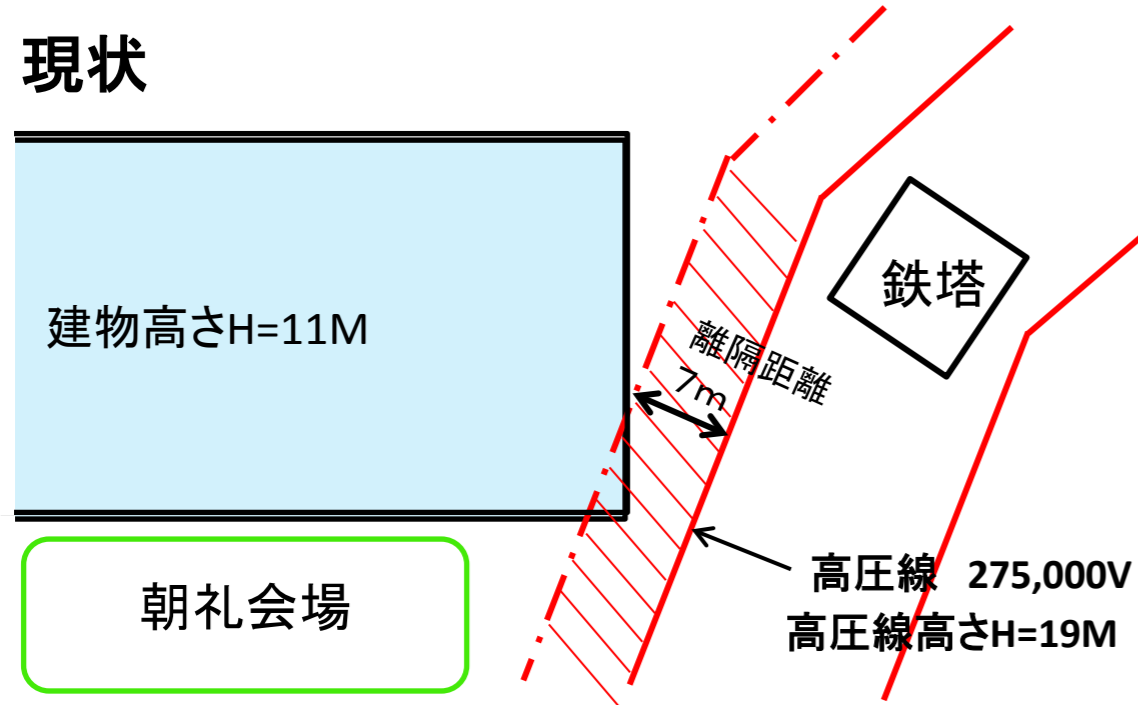 現状
建物高さH=11M
鉄塔
離隔距離
7m
高圧線　275,000V
高圧線高さH=19M
朝礼会場